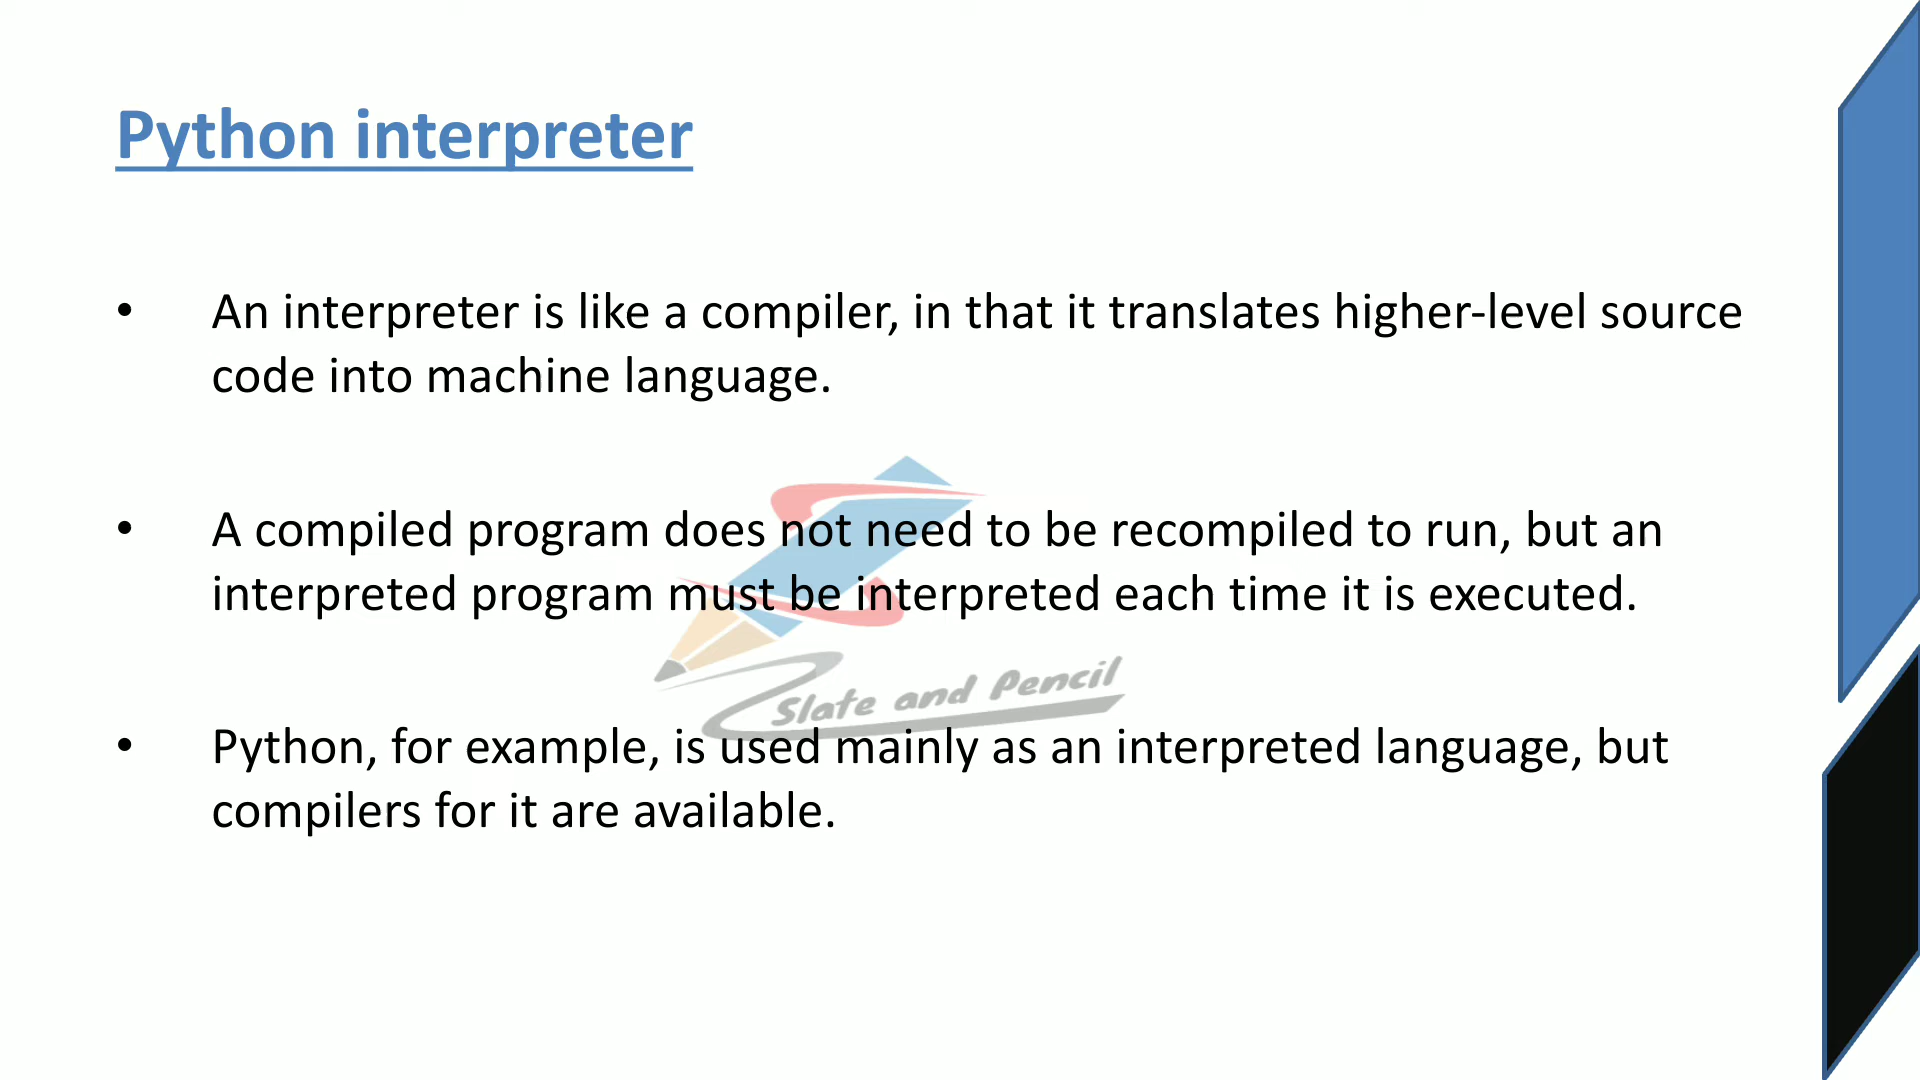 Python interpreter
• An interpreter is like a compiler, in that it translates higher-level source
code into machine language.
• A compiled program does not need to be recompiled to run, but an
interpreted program must be interpreted each time it is executed.
Slate and Pencil
• Python, for example, is used mainly as an interpreted language, but
compilers for it are available.